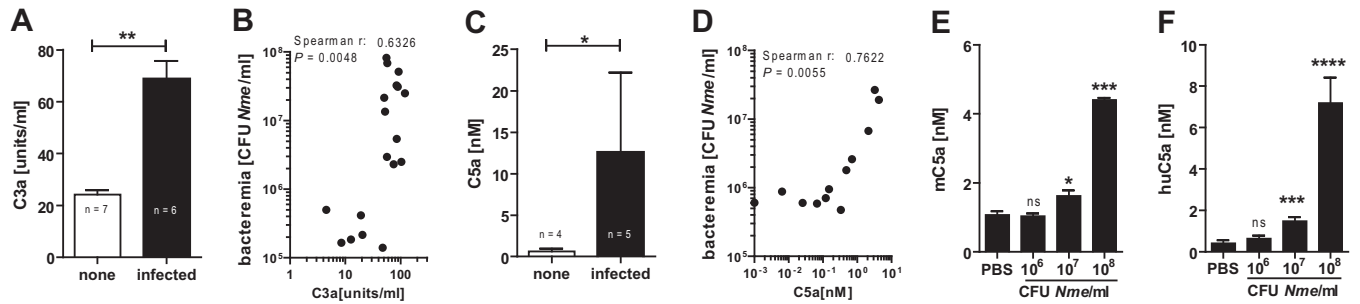 A
C3a [units/ml]
80
60
40
20
0
**
n = 7
n = 6
none
infected
B
bacteremia [CFU Nme/ml]
Spearman r: 0.6326
P = 0.0048
10⁸
10⁷
10⁶
10⁵
1
10
100
C3a[units/ml]
C
C5a [nM]
25
20
15
10
5
0
*
n = 4
n = 5
none
infected
D
bacteremia [CFU Nme/ml]
Spearman r: 0.7622
P = 0.0055
10⁸
10⁷
10⁶
10⁵
10⁻³
10⁻²
10⁻¹
10⁰
10¹
C5a[nM]
E
mC5a [nM]
6
4
2
0
ns
*
***
PBS
10⁶
10⁷
10⁸
CFU Nme/ml
F
huC5a [nM]
10
8
6
4
2
0
ns
***
****
PBS
10⁶
10⁷
10⁸
CFU Nme/ml